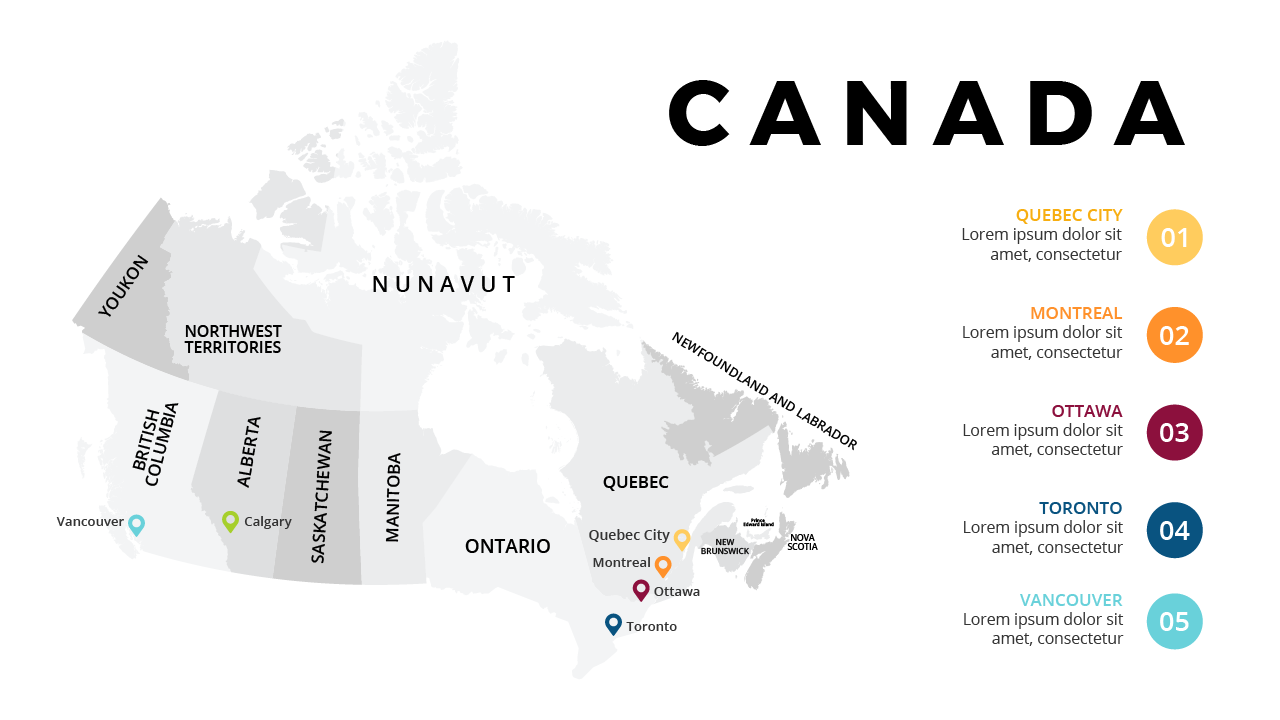 CANADA
YOUKON
NORTHWEST
TERRITORIES
NUNAVUT
BRITISH
COLUMBIA
ALBERTA
SASKATCHEWAN
MANITOBA
ONTARIO
QUEBEC
NEWFOUNDLAND AND LABRADOR
Prince
Edward Island
NEW
BRUNSWICK
NOVA
SCOTIA
Vancouver
Calgary
Quebec City
Montreal
Ottawa
Toronto
QUEBEC CITY
Lorem ipsum dolor sit
amet, consectetur
01
MONTREAL
Lorem ipsum dolor sit
amet, consectetur
02
OTTAWA
Lorem ipsum dolor sit
amet, consectetur
03
TORONTO
Lorem ipsum dolor sit
amet, consectetur
04
VANCOUVER
Lorem ipsum dolor sit
amet, consectetur
05